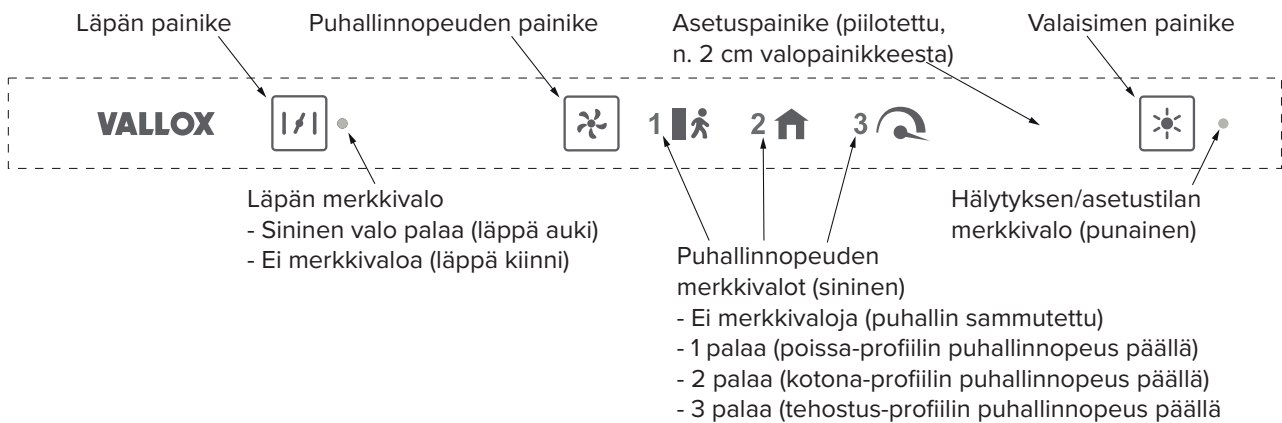 Läpän painike
Puhallinnopeuden painike
Asetuspainike (piilotettu,
n. 2 cm valopainikkeesta)
Valaisimen painike
VALLOX
1
2
3
Läpän merkkivalo
- Sininen valo palaa (läppä auki)
- Ei merkkivaloa (läppä kiinni)
Puhallinnopeuden
merkkivalot (sininen)
- Ei merkkivaloja (puhallin sammutettu)
- 1 palaa (poissa-profiilin puhallinnopeus päällä)
- 2 palaa (kotona-profiilin puhallinnopeus päällä)
- 3 palaa (tehostus-profiilin puhallinnopeus päällä
Hälytyksen/asetustilan
merkkivalo (punainen)